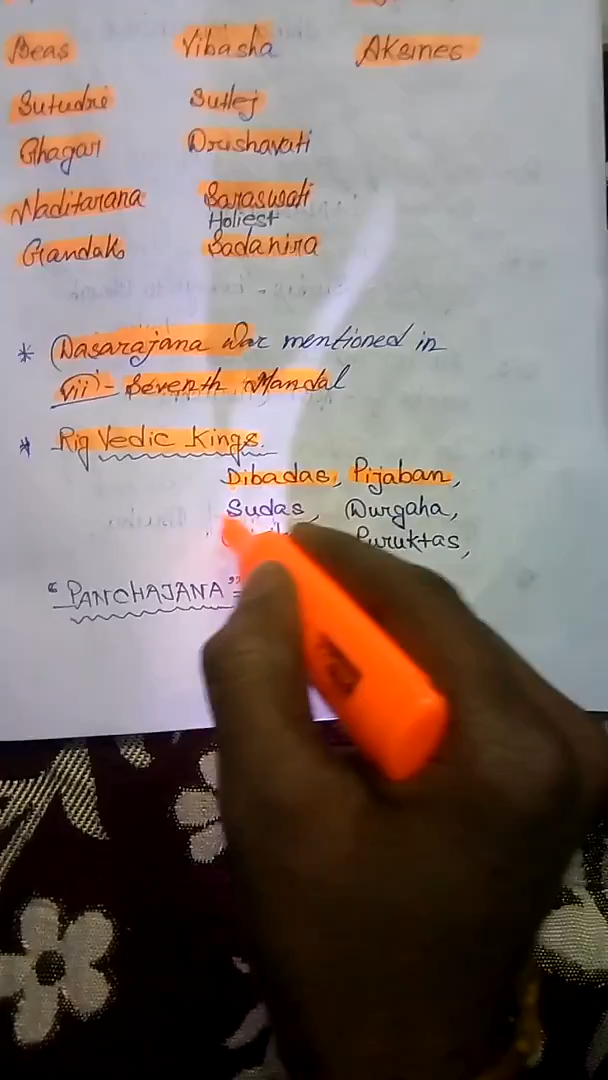 Beas Vibasha Aksines
Sutudri Sutlej
Ghagar Drushavati
Naditarana Saraswati
Holiest
Gandak Sadanira
* Dasarajana War mentioned in
vii - Seventh Mandal
* Rig Vedic Kings.
Dibadas, Pijaban,
Sudas, Durgaha,
Puruktas,
"PANCHAJANA" =